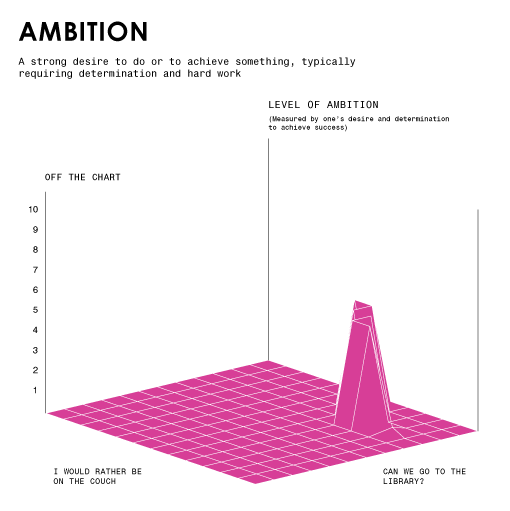 AMBITION
A strong desire to do or to achieve something, typically
requiring determination and hard work
LEVEL OF AMBITION
(Measured by one's desire and determination
to achieve success)
OFF THE CHART
10
9
8
7
6
5
4
3
2
1
I WOULD RATHER BE
ON THE COUCH
CAN WE GO TO THE
LIBRARY?